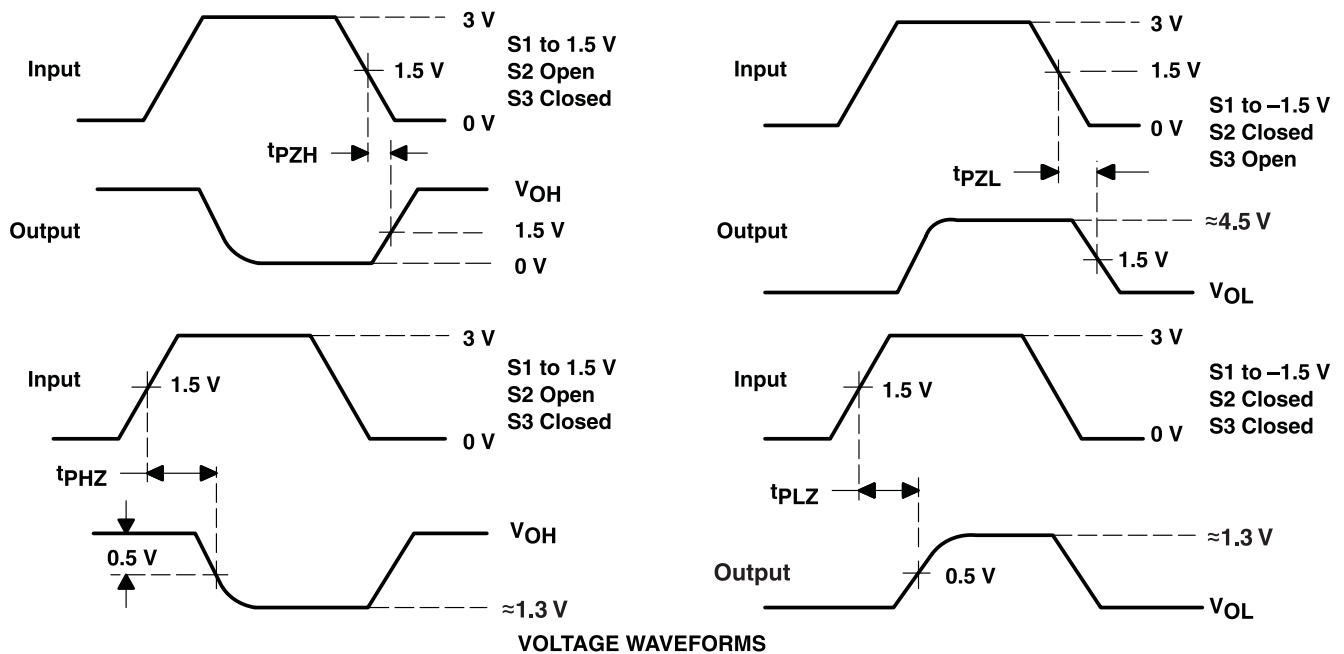 3 V
Input
1.5 V
S1 to 1.5 V
S2 Open
S3 Closed
0 V
tPZH
VOH
Output
1.5 V
0 V
3 V
Input
1.5 V
S1 to –1.5 V
S2 Closed
S3 Open
0 V
tPZL
≈4.5 V
Output
1.5 V
VOL
3 V
Input
1.5 V
S1 to 1.5 V
S2 Open
S3 Closed
0 V
tPHZ
VOH
0.5 V
≈1.3 V
3 V
Input
1.5 V
S1 to –1.5 V
S2 Closed
S3 Closed
0 V
tPLZ
≈1.3 V
Output
0.5 V
VOL
VOLTAGE WAVEFORMS